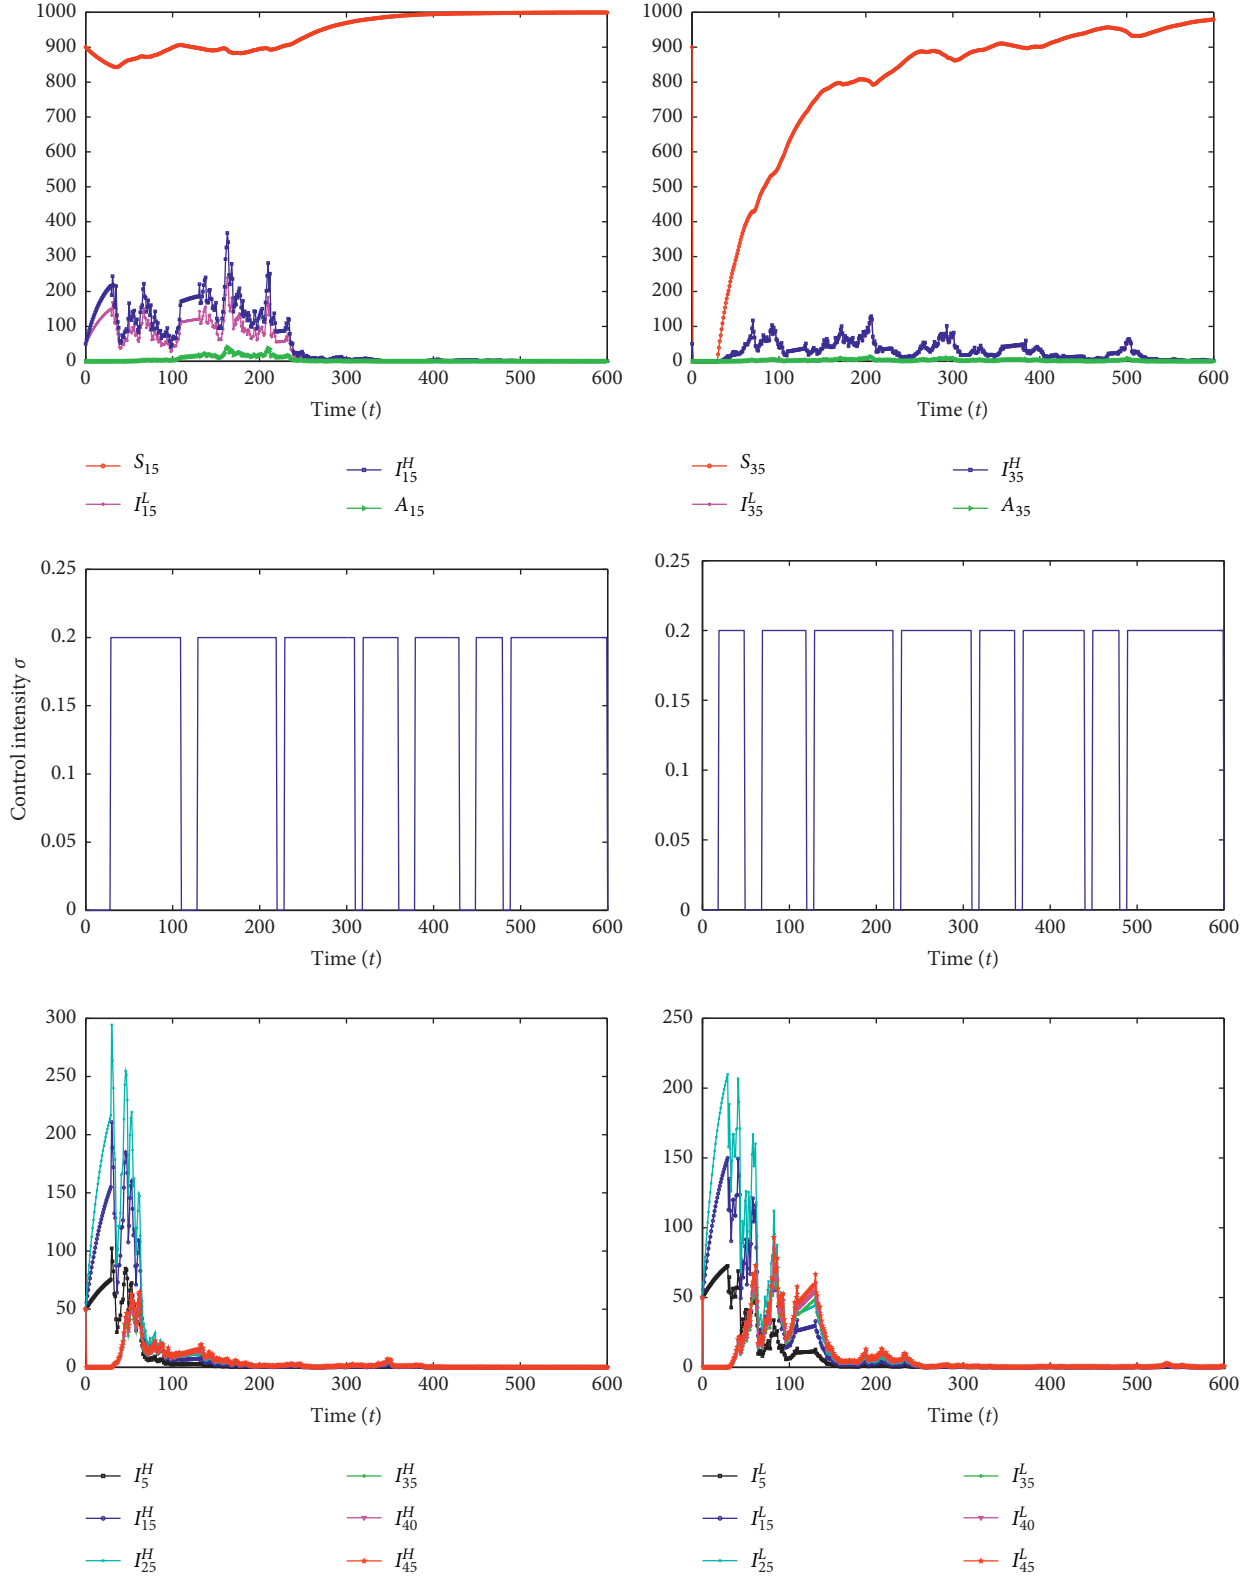 1000
900
800
700
600
500
400
300
200
100
0
0 100 200 300 400 500 600
Time (t)
S15
I^H_15
I^L_15
A15
1000
900
800
700
600
500
400
300
200
100
0
0 100 200 300 400 500 600
Time (t)
S35
I^H_35
I^L_35
A35
Control intensity σ
0.25
0.2
0.15
0.1
0.05
0
0 100 200 300 400 500 600
Time (t)
0.25
0.2
0.15
0.1
0.05
0
0 100 200 300 400 500 600
Time (t)
300
250
200
150
100
50
0
0 100 200 300 400 500 600
Time (t)
I^H_5
I^H_35
I^H_15
I^H_40
I^H_25
I^H_45
250
200
150
100
50
0
0 100 200 300 400 500 600
Time (t)
I^L_5
I^L_35
I^L_15
I^L_40
I^L_25
I^L_45